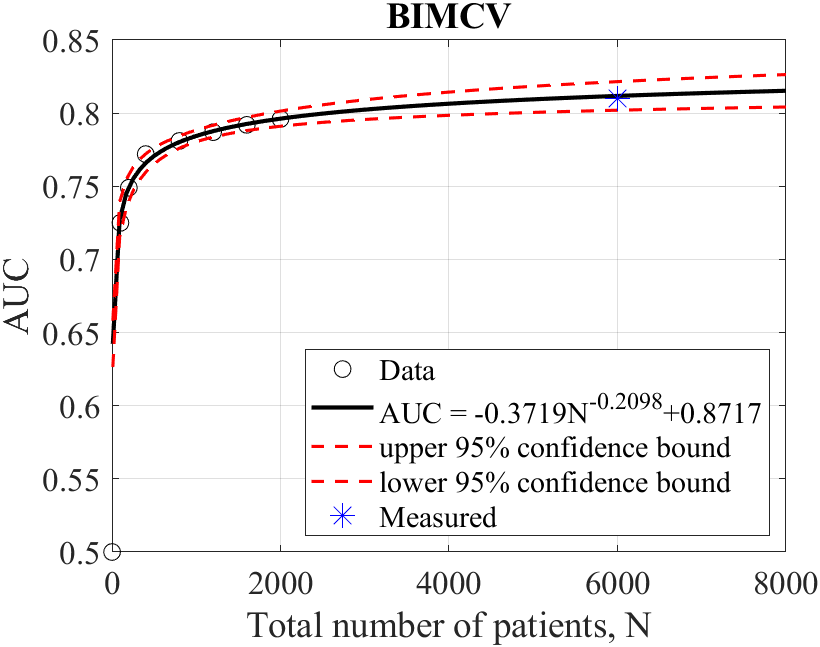 BIMCV
0.85
0.8
0.75
0.7
0.65
0.6
0.55
0.5
AUC
Data
AUC = -0.3719N^-0.2098+0.8717
upper 95% confidence bound
lower 95% confidence bound
Measured
0 2000 4000 6000 8000
Total number of patients, N